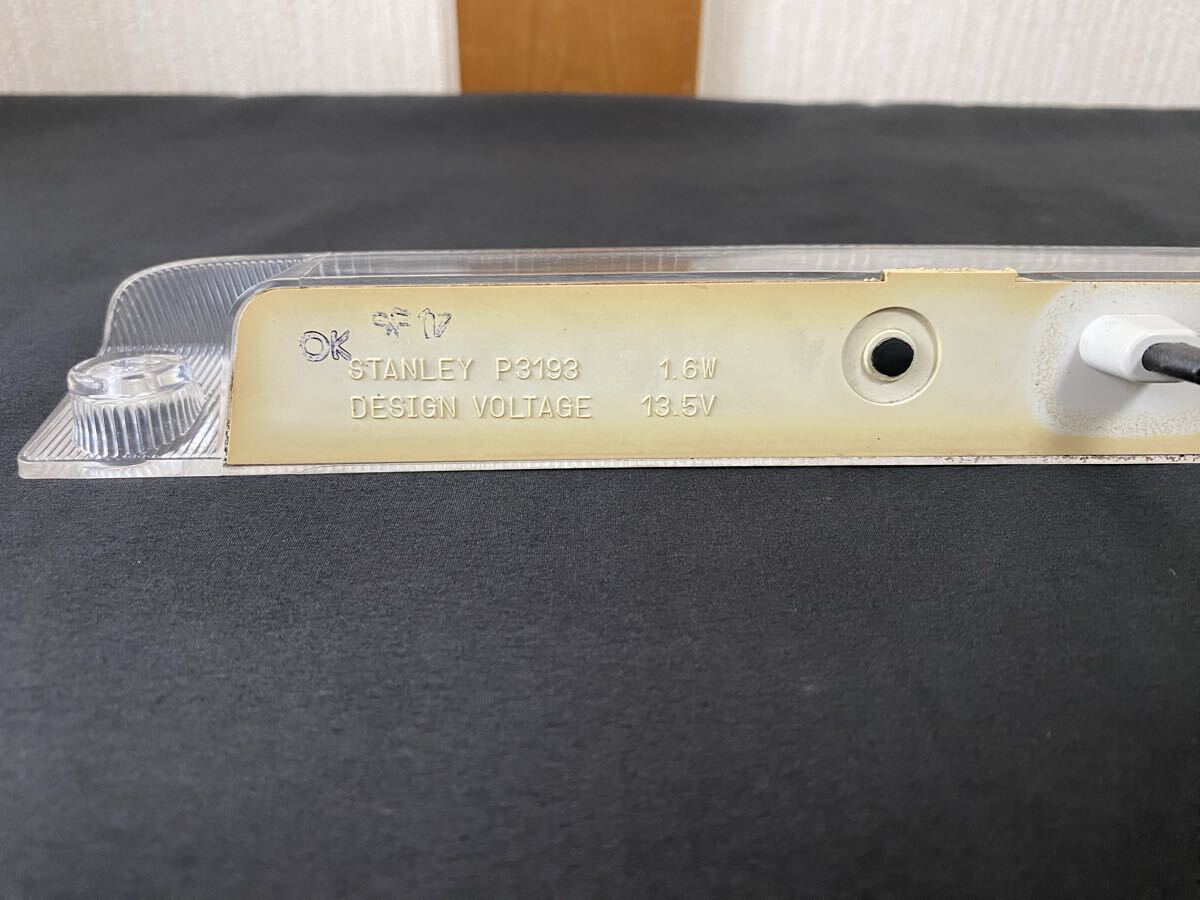 OK
STANLEY P3193 1.6W
DESIGN VOLTAGE 13.5V